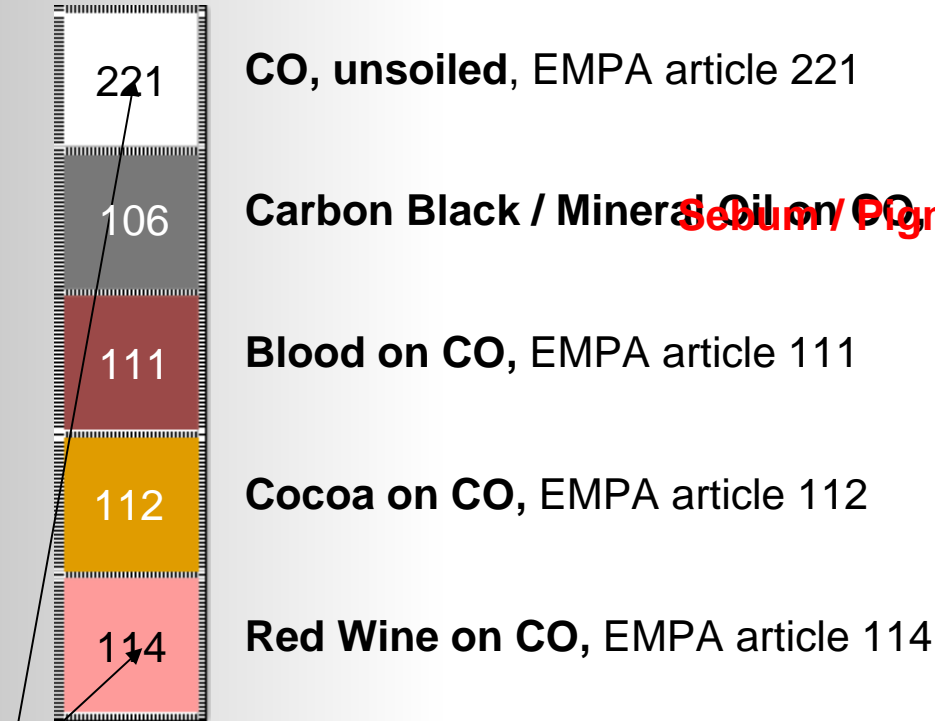 221 CO, unsoiled, EMPA article 221
106 Carbon Black / Mineral Oil on CO,
Sebum /
111 Blood on CO, EMPA article 111
112 Cocoa on CO, EMPA article 112
114 Red Wine on CO, EMPA article 114